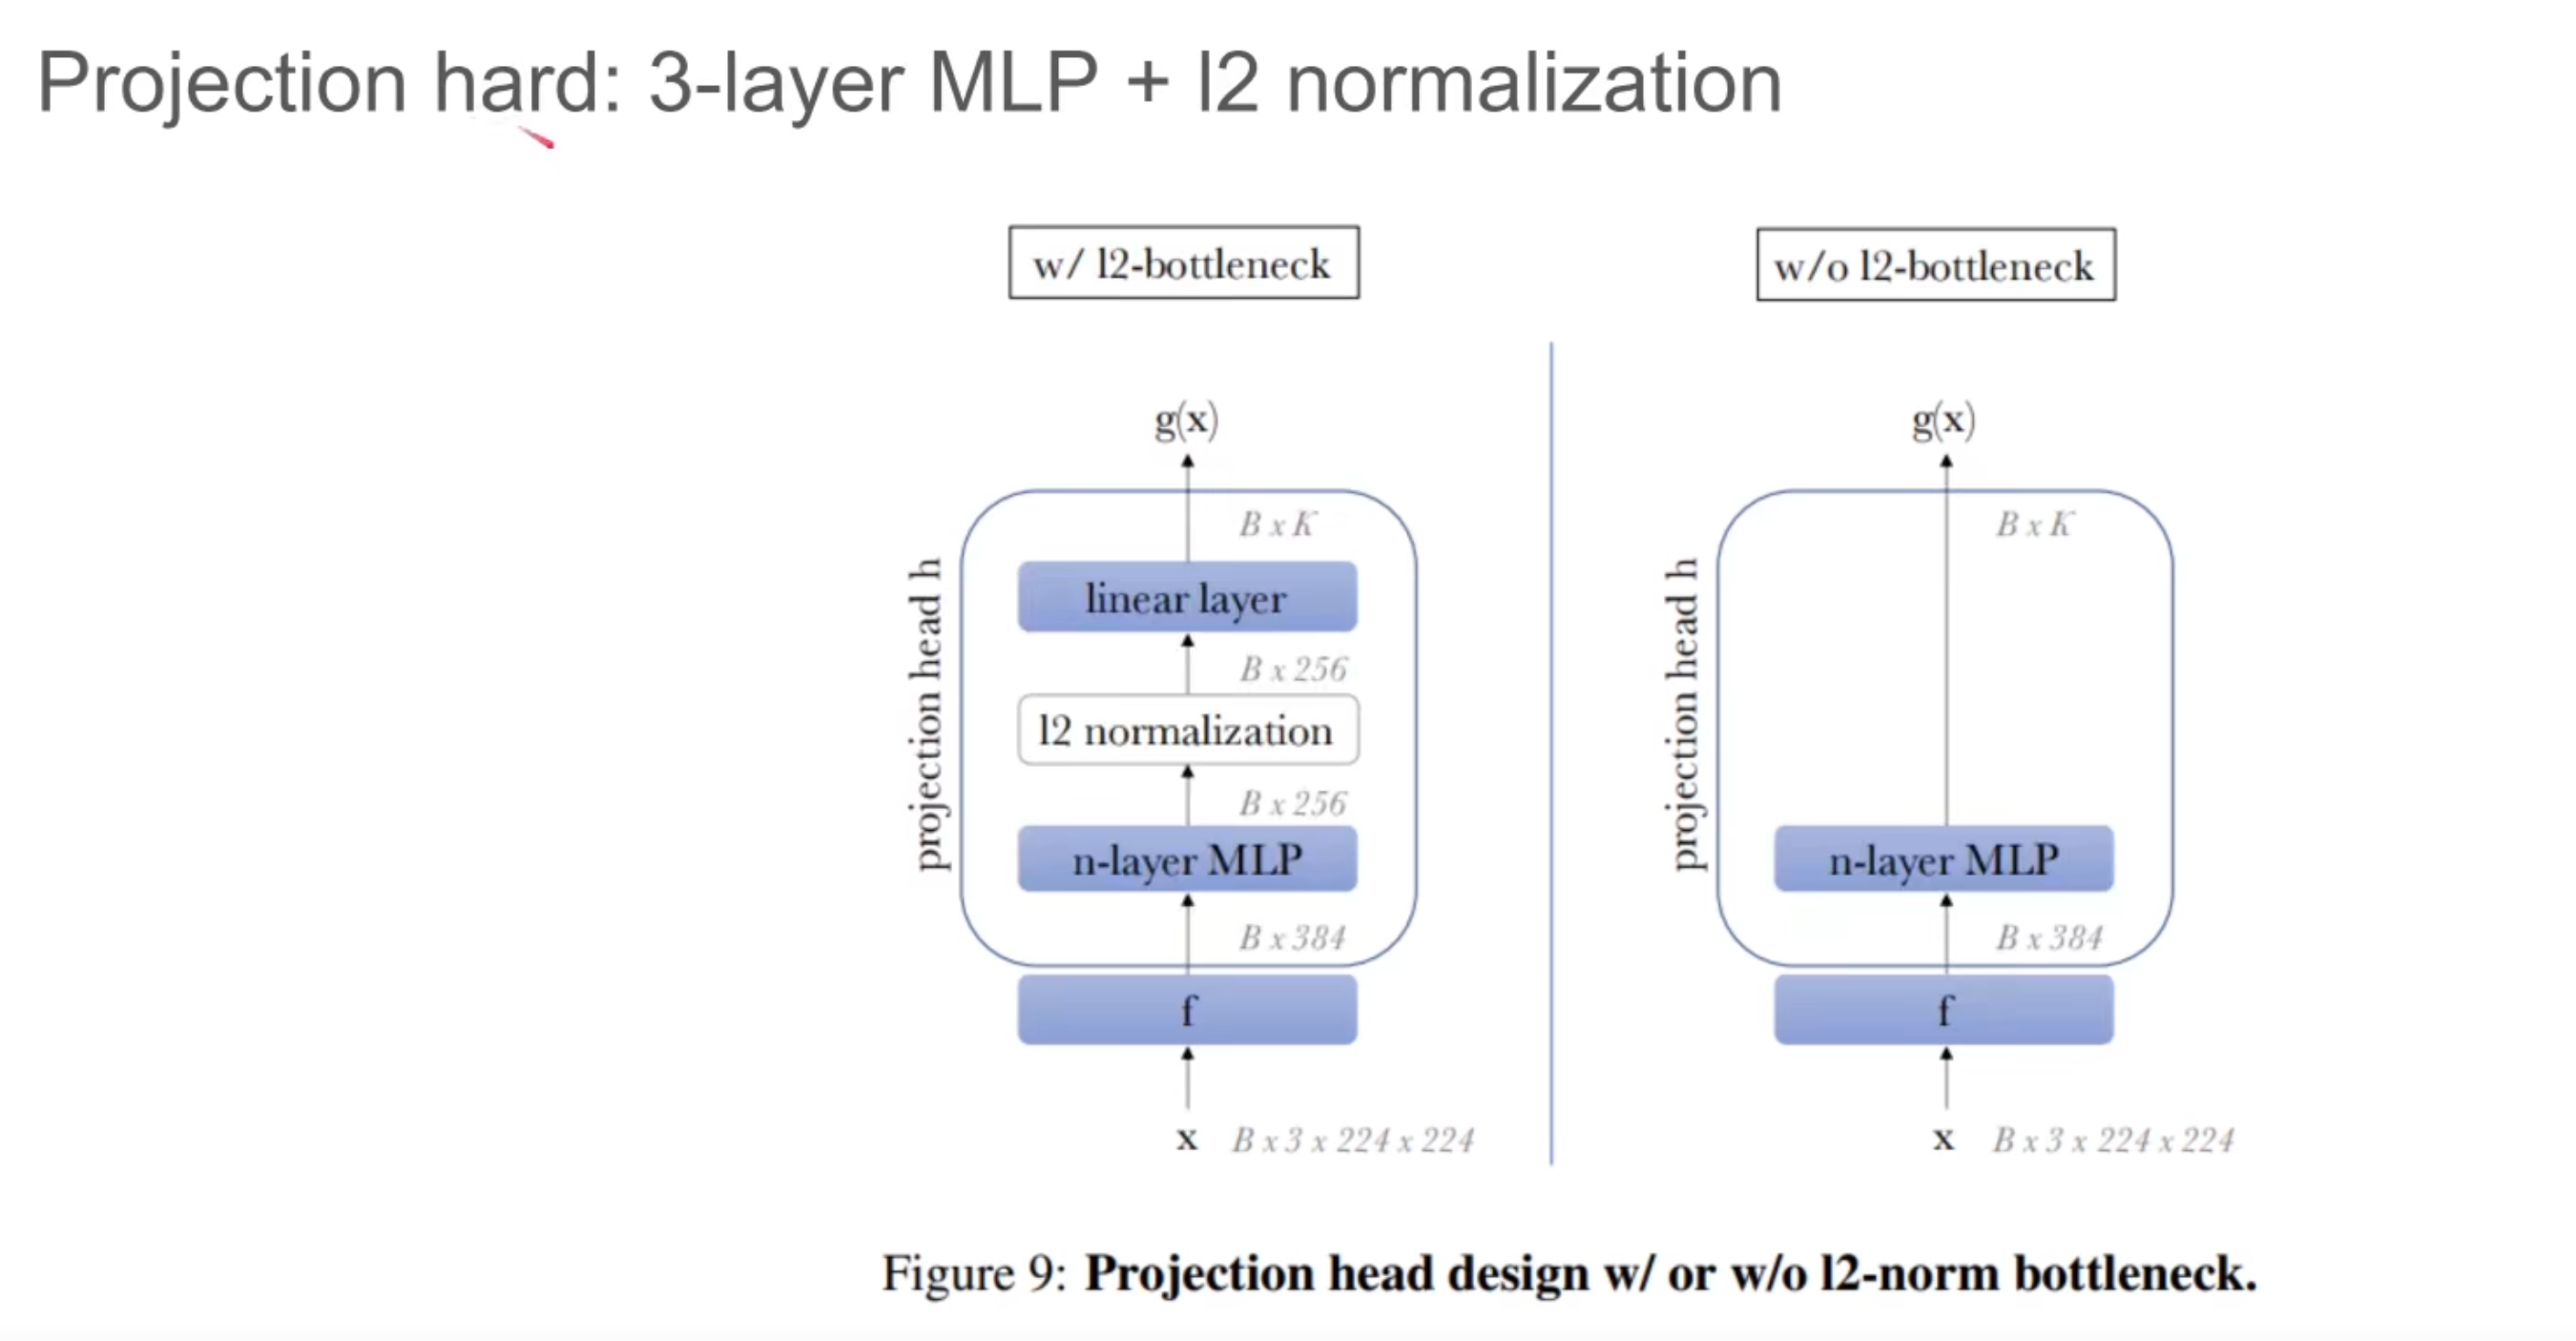 Projection hard: 3-layer MLP + l2 normalization
w/ l2-bottleneck
w/o l2-bottleneck
g(x)
B x K
linear layer
B x 256
l2 normalization
B x 256
n-layer MLP
B x 384
projection head h
f
x B x 3 x 224 x 224
g(x)
B x K
n-layer MLP
B x 384
projection head h
f
x B x 3 x 224 x 224
Figure 9: Projection head design w/ or w/o l2-norm bottleneck.